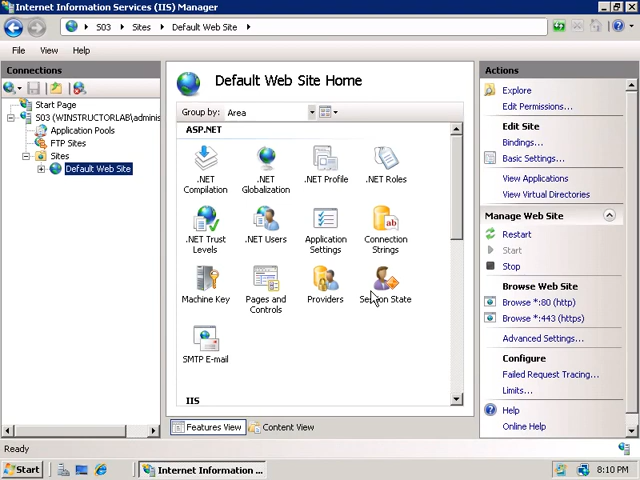 Internet Information Services (IIS) Manager
S03
Sites
Default Web Site
File
View
Help
Connections
Start Page
S03 (WINSTRUCTORLAB\adminis
Application Pools
FTP Sites
Sites
Default Web Site
Default Web Site Home
Group by:
Area
ASP.NET
.NET Compilation
.NET Globalization
.NET Profile
.NET Roles
.NET Trust Levels
.NET Users
Application Settings
Connection Strings
Machine Key
Pages and Controls
Providers
Session State
SMTP E-mail
IIS
Features View
Content View
Actions
Explore
Edit Permissions...
Edit Site
Bindings...
Basic Settings...
View Applications
View Virtual Directories
Manage Web Site
Restart
Start
Stop
Browse Web Site
Browse *:80 (http)
Browse *:443 (https)
Advanced Settings...
Configure
Failed Request Tracing...
Limits...
Help
Online Help
Ready
Start
Internet Information ...
8:10 PM